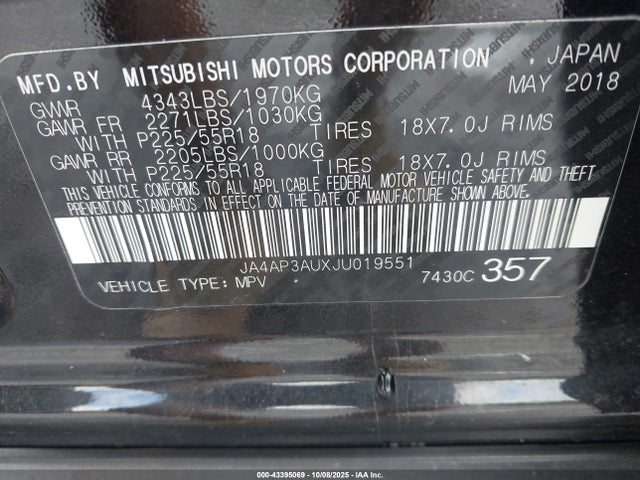 MFD.BY MITSUBISHI MOTORS CORPORATION , JAPAN
GVWR 4343LBS/1970KG MAY 2018
GAWR FR 2271LBS/1030KG
WITH P225/55R18 TIRES 18X7.0J RIMS
GAWR RR 2205LBS/1000KG
WITH P225/55R18 TIRES 18X7.0J RIMS
THIS VEHICLE CONFORMS TO ALL APPLICABLE FEDERAL MOTOR VEHICLE SAFETY AND THEFT
PREVENTION STANDARDS IN EFFECT ON THE DATE OF MANUFACTURE SHOWN ABOVE.
JA4AP3AUXJU019551
VEHICLE TYPE: MPV 7430C 357
000-43395069 - 10/08/2025 - IAA Inc.